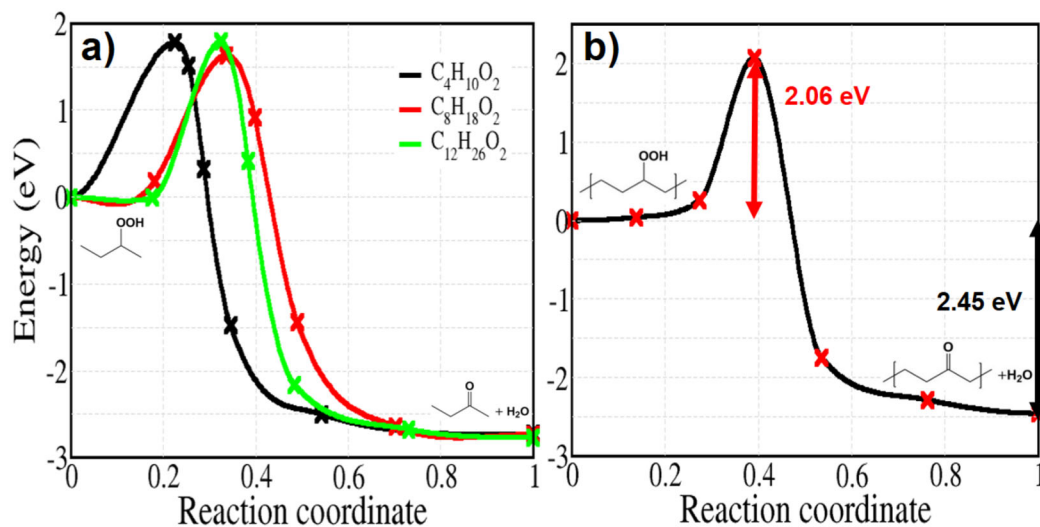 a)
Energy (eV)
2
1
0
-1
-2
-3
C4H10O2
C8H18O2
C12H26O2
OOH
O
+ H2O
0
0.2
0.4
0.6
0.8
1
Reaction coordinate
b)
2
1
0
-1
-2
-3
2.06 eV
OOH
2.45 eV
O
+H2O
0
0.2
0.4
0.6
0.8
1
Reaction coordinate